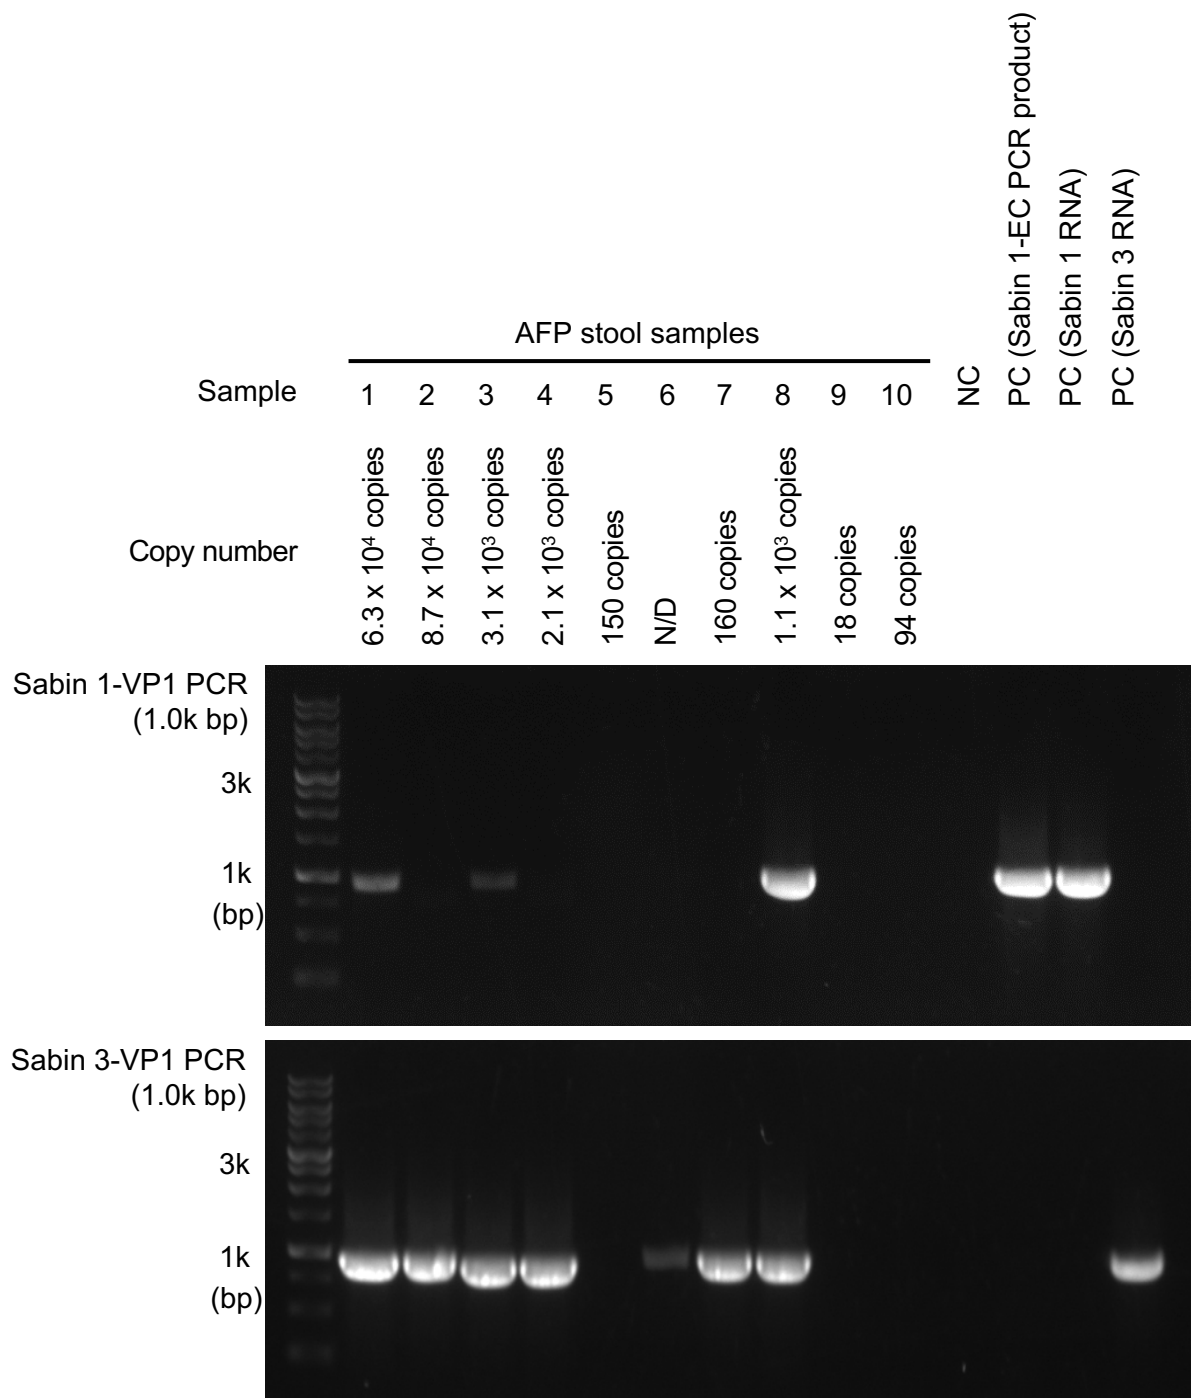 AFP stool samples
Sample 1 2 3 4 5 6 7 8 9 10 NC PC (Sabin 1-EC PCR product) PC (Sabin 1 RNA) PC (Sabin 3 RNA)
Copy number 6.3 x 10⁴ copies 8.7 x 10⁴ copies 3.1 x 10³ copies 2.1 x 10³ copies 150 copies N/D 160 copies 1.1 x 10³ copies 18 copies 94 copies
Sabin 1-VP1 PCR
(1.0k bp)
3k
1k
(bp)
Sabin 3-VP1 PCR
(1.0k bp)
3k
1k
(bp)